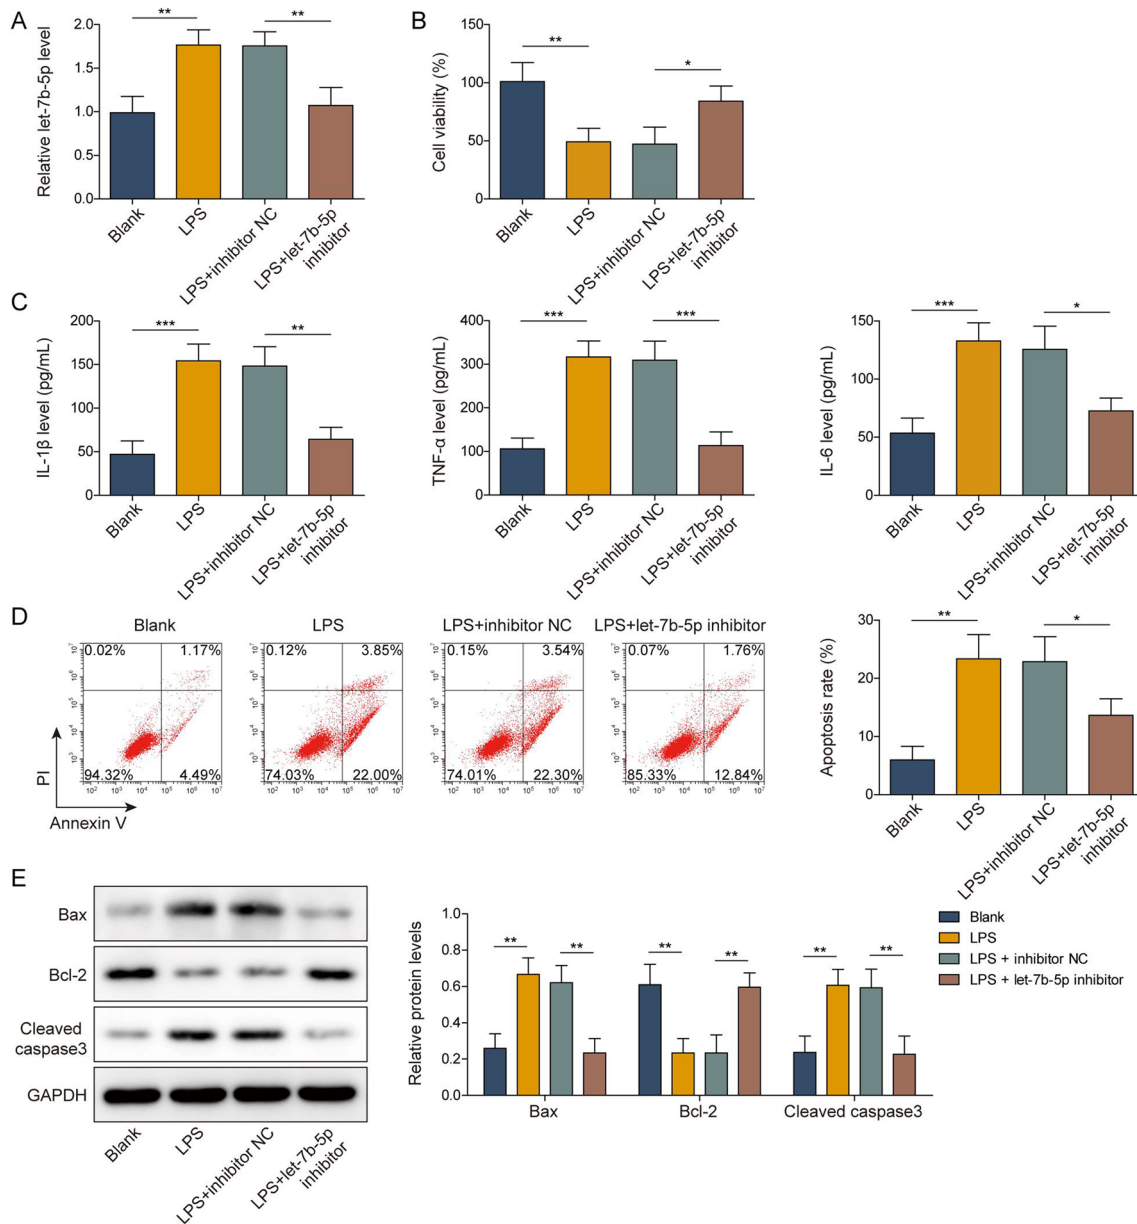 A
Relative let-7b-5p level
2.0
1.5
1.0
0.5
0.0
**
**
Blank
LPS
LPS+inhibitor NC
LPS+let-7b-5p
inhibitor
B
Cell viability (%)
150
100
50
0
**
*
Blank
LPS
LPS+inhibitor NC
LPS+let-7b-5p
inhibitor
C
IL-1β level (pg/mL)
200
150
100
50
0
***
**
Blank
LPS
LPS+inhibitor NC
LPS+let-7b-5p
inhibitor
TNF-α level (pg/mL)
400
300
200
100
0
***
***
Blank
LPS
LPS+inhibitor NC
LPS+let-7b-5p
inhibitor
IL-6 level (pg/mL)
150
100
50
0
***
*
Blank
LPS
LPS+inhibitor NC
LPS+let-7b-5p
inhibitor
D
Blank
0.02%
1.17%
94.32%
4.49%
LPS
0.12%
3.85%
74.03%
22.00%
LPS+inhibitor NC
0.15%
3.54%
74.01%
22.30%
LPS+let-7b-5p inhibitor
0.07%
1.76%
85.33%
12.84%
PI
Annexin V
Apoptosis rate (%)
30
20
10
0
**
*
Blank
LPS
LPS+inhibitor NC
LPS+let-7b-5p
inhibitor
E
Bax
Bcl-2
Cleaved
caspase3
GAPDH
Blank
LPS
LPS+inhibitor NC
LPS+let-7b-5p
inhibitor
Relative protein levels
1.0
0.8
0.6
0.4
0.2
0.0
**
**
**
**
**
**
Bax
Bcl-2
Cleaved caspase3
Blank
LPS
LPS + inhibitor NC
LPS + let-7b-5p inhibitor